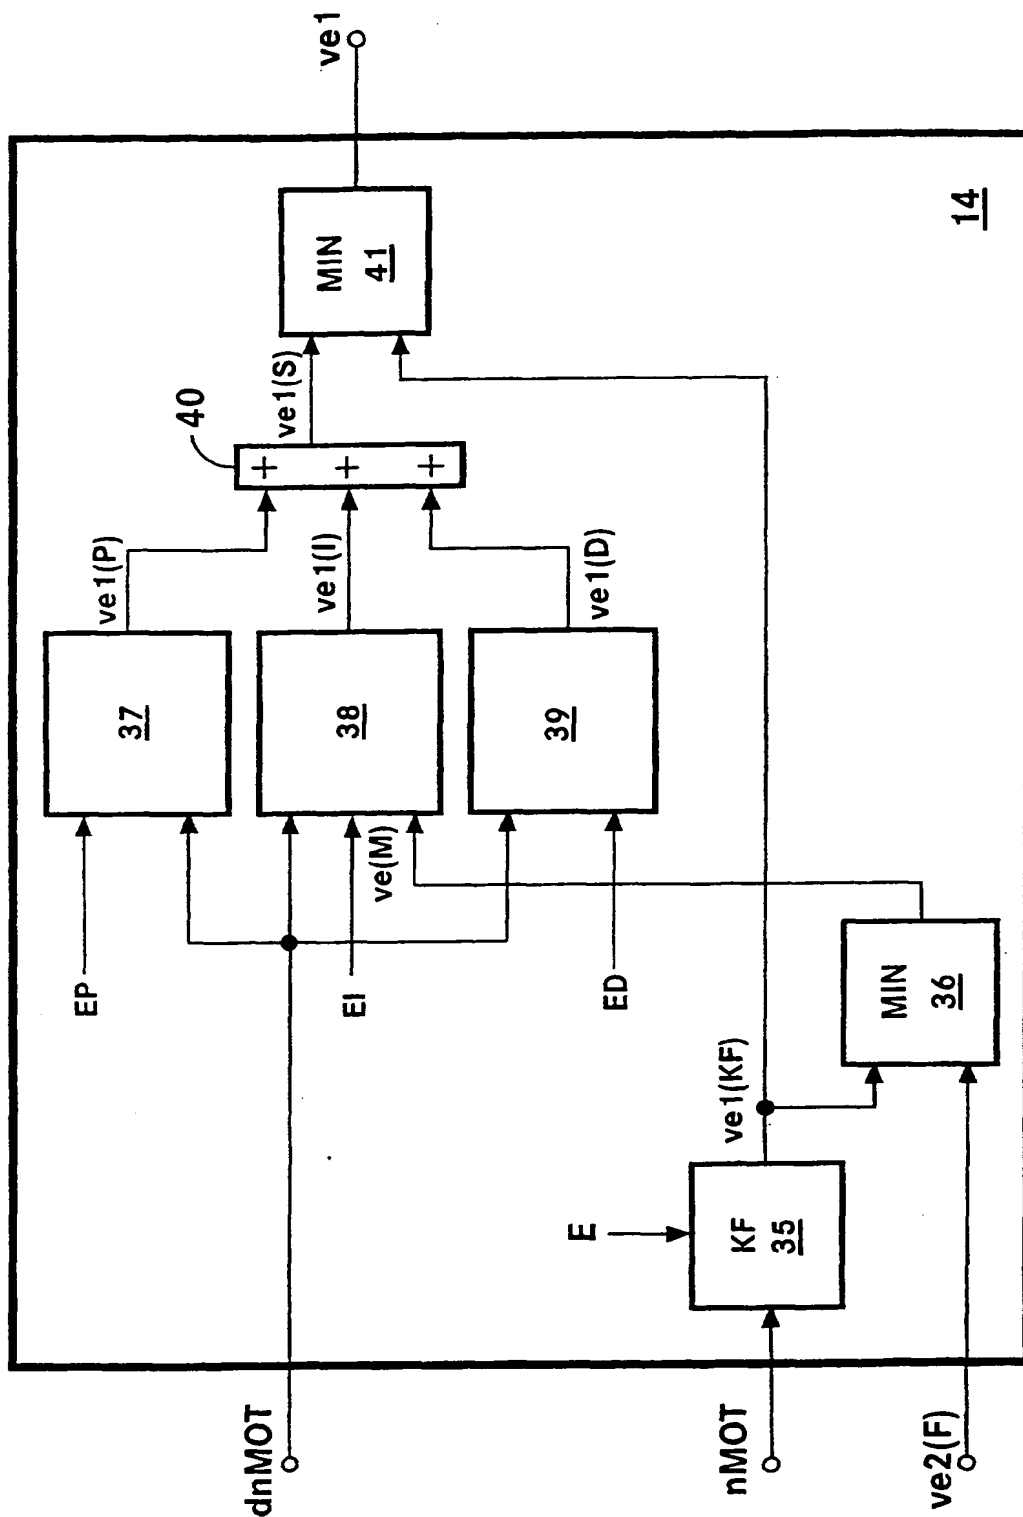 ve1
14
MIN
41
40
ve1(S)
+
+
+
ve1(P)
ve1(I)
ve1(D)
37
38
39
EP
EI
ED
ve(M)
MIN
36
ve1(KF)
E
KF
35
dnMOT
nMOT
ve2(F)